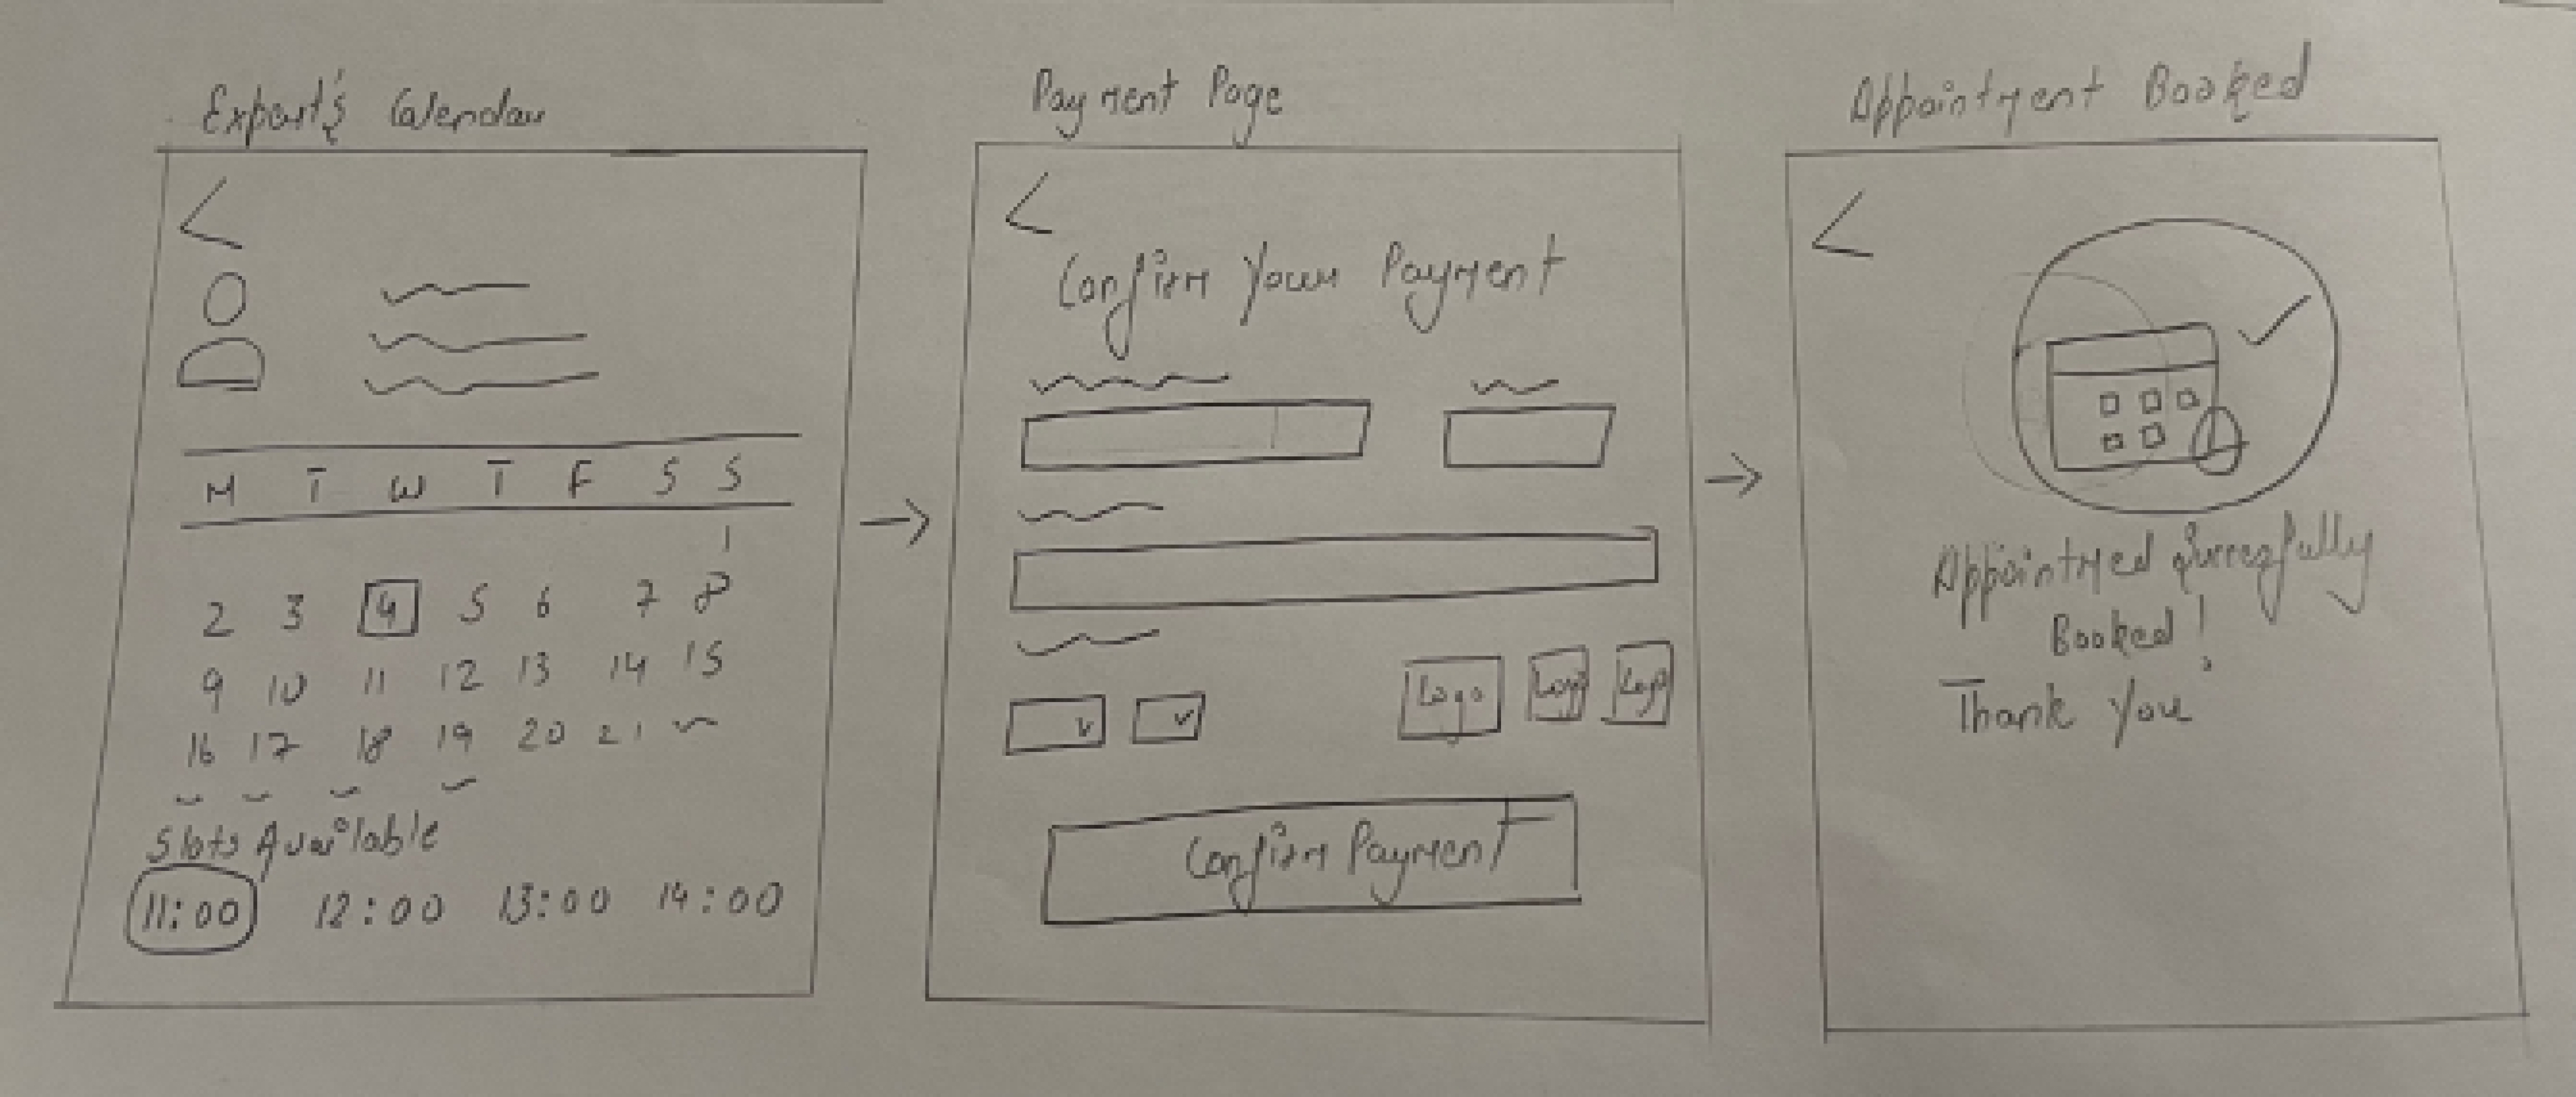 Expert's Calendar
M T W T F S S
1
2 3 4 5 6 7 8
9 10 11 12 13 14 15
16 17 18 19 20 21
Slots Available
11:00 12:00 13:00 14:00
Payment Page
Confirm Your Payment
Logo Logo Logo
Confirm Payment
Appointment Booked
Appointmed Sucessfully
Booked!
Thank You